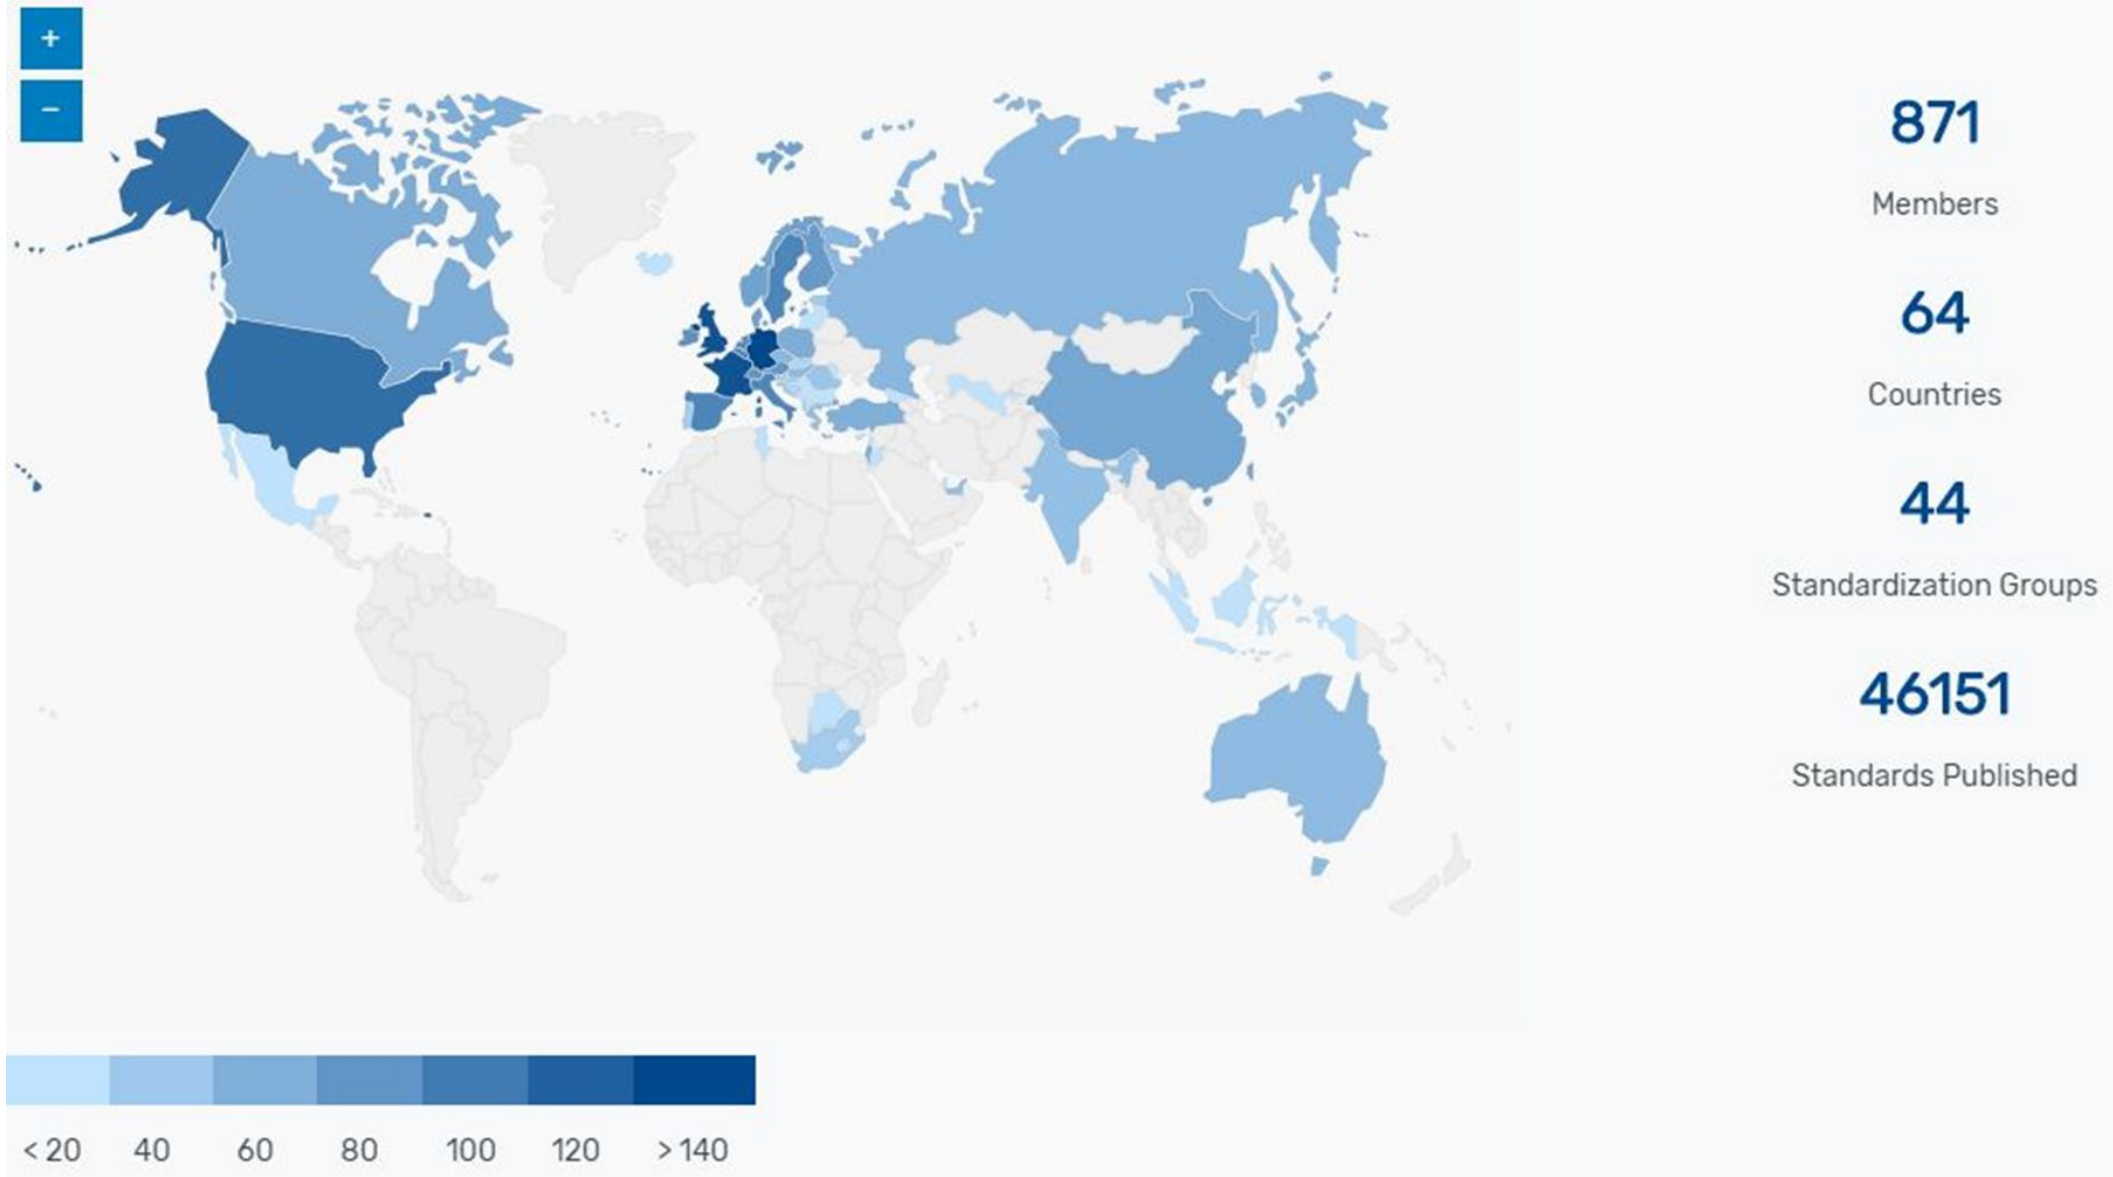 +
−
871
Members
64
Countries
44
Standardization Groups
46151
Standards Published
< 20 40 60 80 100 120 > 140